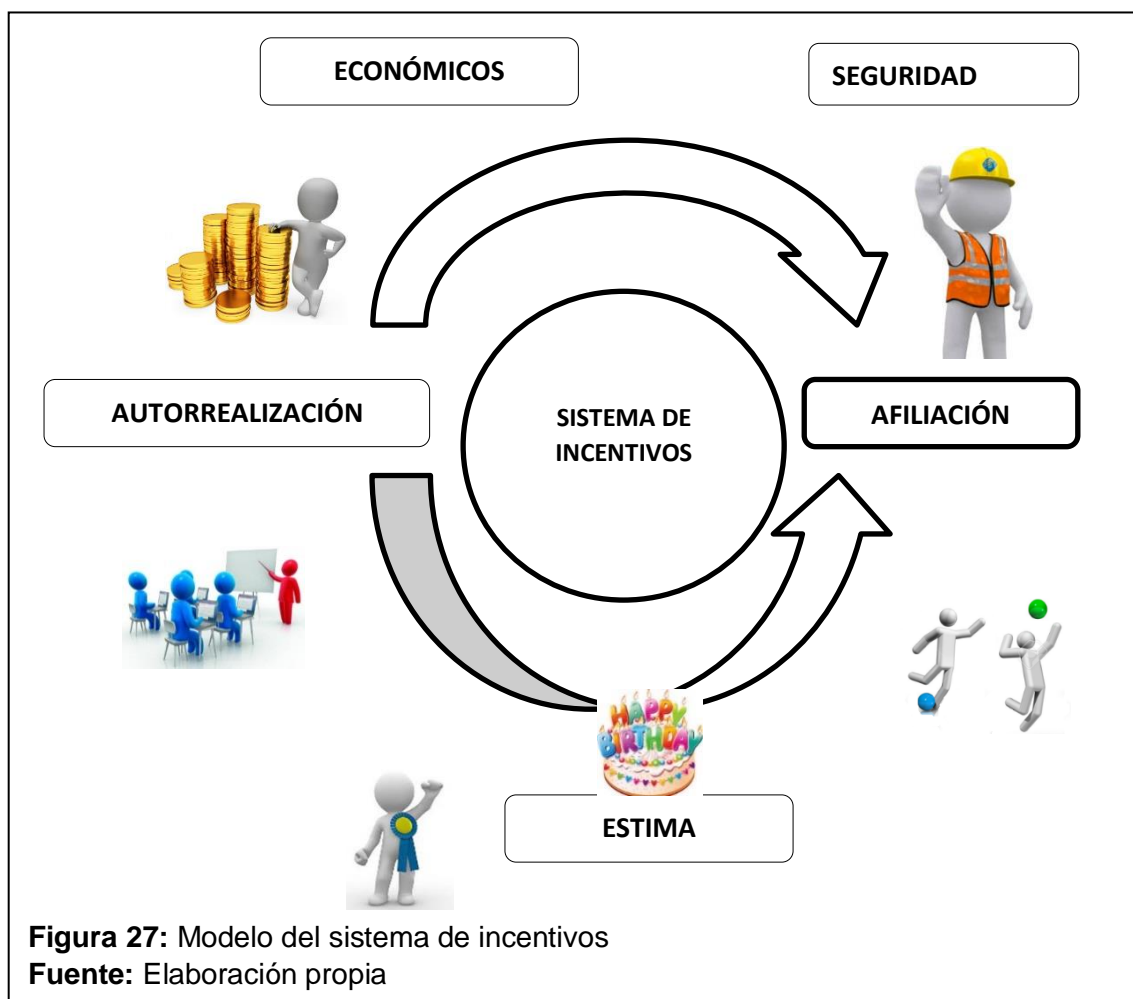 ECONÓMICOS
SEGURIDAD
AUTORREALIZACIÓN
SISTEMA DE
INCENTIVOS
AFILIACIÓN
HAPPY
BIRTHDAY
ESTIMA
Figura 27: Modelo del sistema de incentivos
Fuente: Elaboración propia